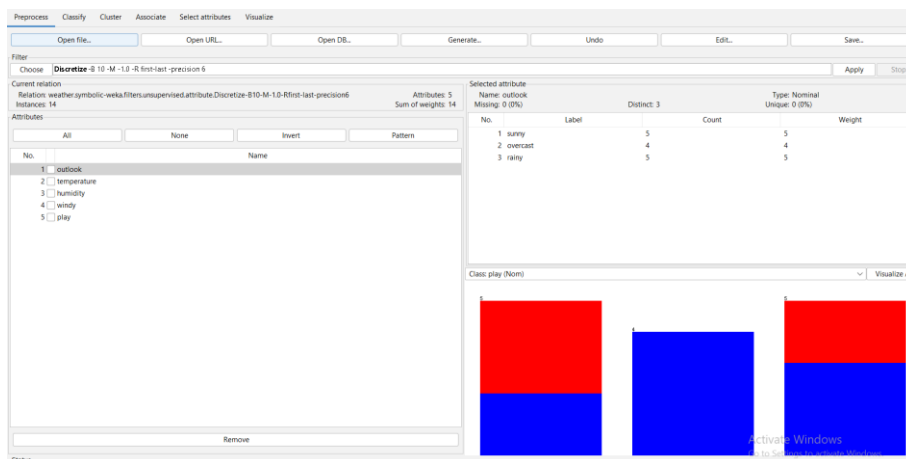 Preprocess Classify Cluster Associate Select attributes Visualize
Open file... Open URL... Open DB... Generate... Undo Edit... Save...
Filter
Choose Discretize -B 10 -M -1.0 -R first-last -precision 6 Apply Stop
Current relation
Relation: weather.symbolic-weka.filters.unsupervised.attribute.Discretize-B10-M-1.0-Rfirst-last-precision6 Attributes: 5
Instances: 14 Sum of weights: 14
Selected attribute
Name: outlook Type: Nominal
Missing: 0 (0%) Distinct: 3 Unique: 0 (0%)
No. Label Count Weight
1 sunny 5 5
2 overcast 4 4
3 rainy 5 5
Attributes
All None Invert Pattern
No. Name
1 outlook
2 temperature
3 humidity
4 windy
5 play
Remove
Class: play (Nom) Visualize
5 4 5
Activate Windows
Go to Settings to activate Windows.